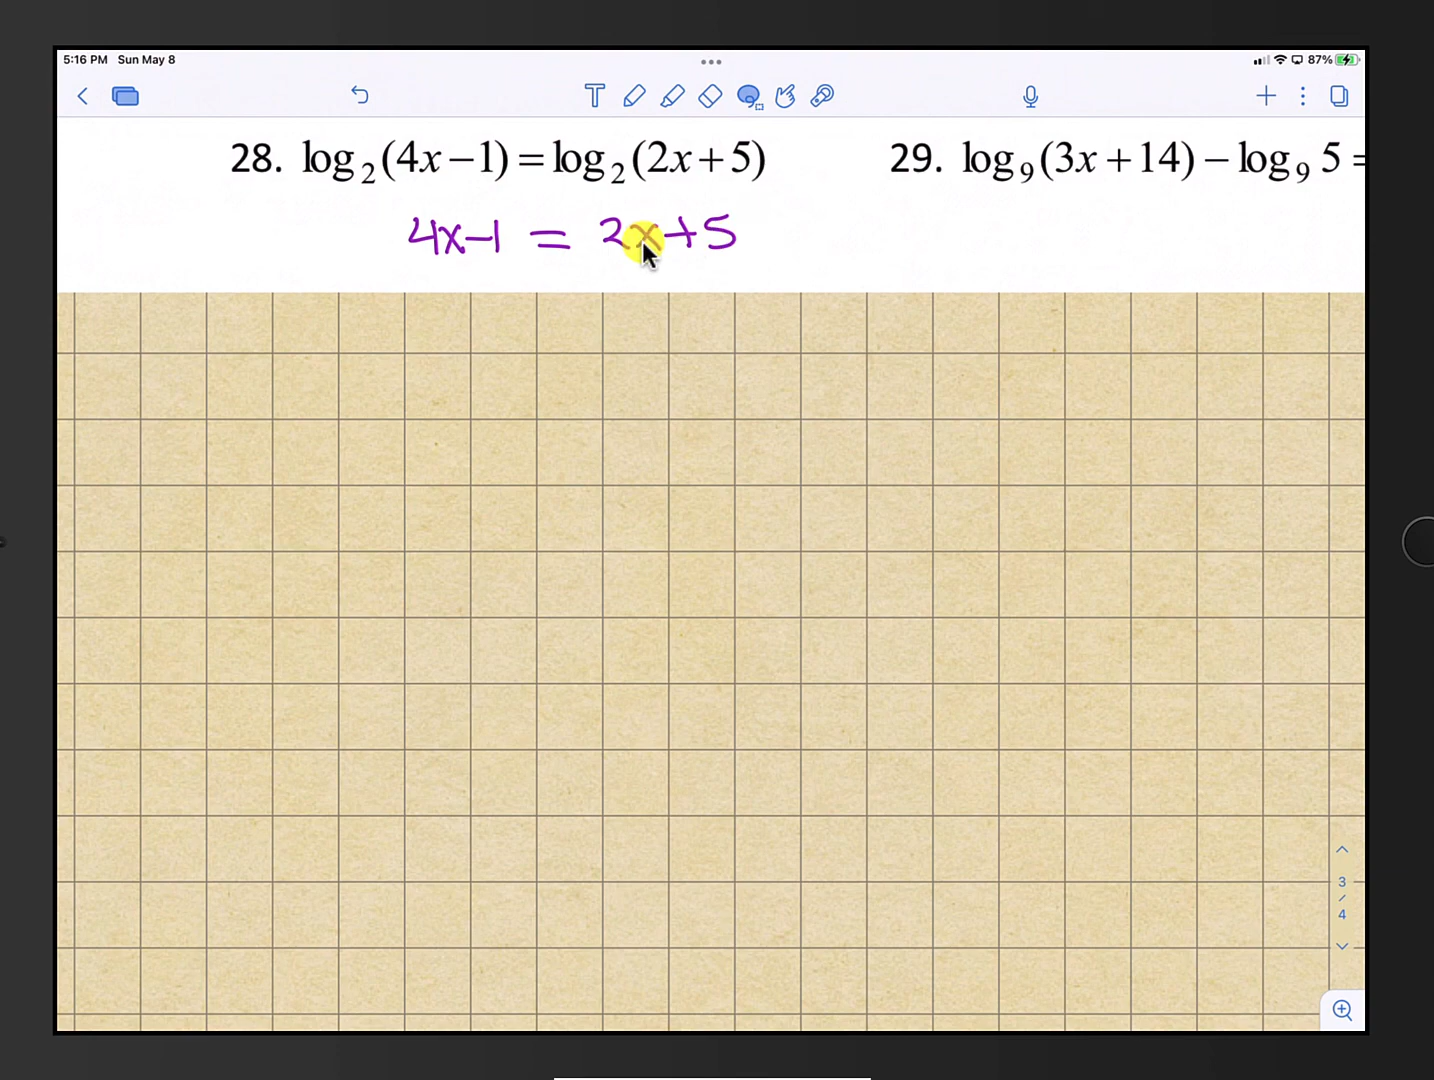 5:16 PM Sun May 8
87%
T
28. log₂(4x−1)=log₂(2x+5)
29. log₉(3x+14)−log₉ 5 =
4x−1 = 2x+5
3
/
4